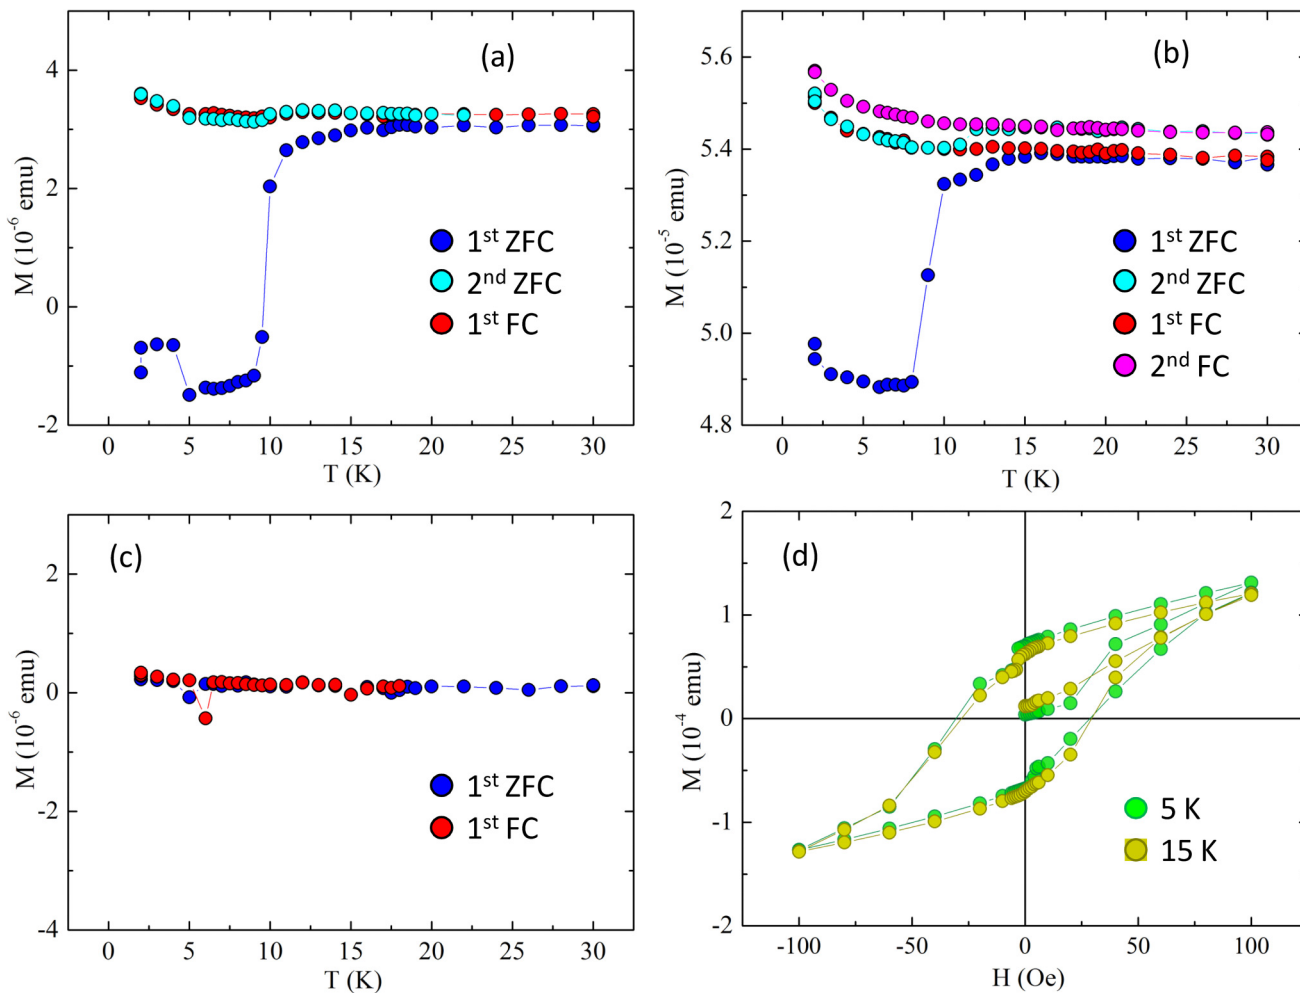 (a)
M (10⁻⁶ emu)
4
2
0
-2
1ˢᵗ ZFC
2ⁿᵈ ZFC
1ˢᵗ FC
0 5 10 15 20 25 30
T (K)
(b)
M (10⁻⁵ emu)
5.6
5.4
5.2
5.0
4.8
1ˢᵗ ZFC
2ⁿᵈ ZFC
1ˢᵗ FC
2ⁿᵈ FC
0 5 10 15 20 25 30
T (K)
(c)
M (10⁻⁶ emu)
2
0
-2
-4
1ˢᵗ ZFC
1ˢᵗ FC
0 5 10 15 20 25 30
T (K)
(d)
M (10⁻⁴ emu)
2
1
0
-1
-2
5 K
15 K
-100 -50 0 50 100
H (Oe)